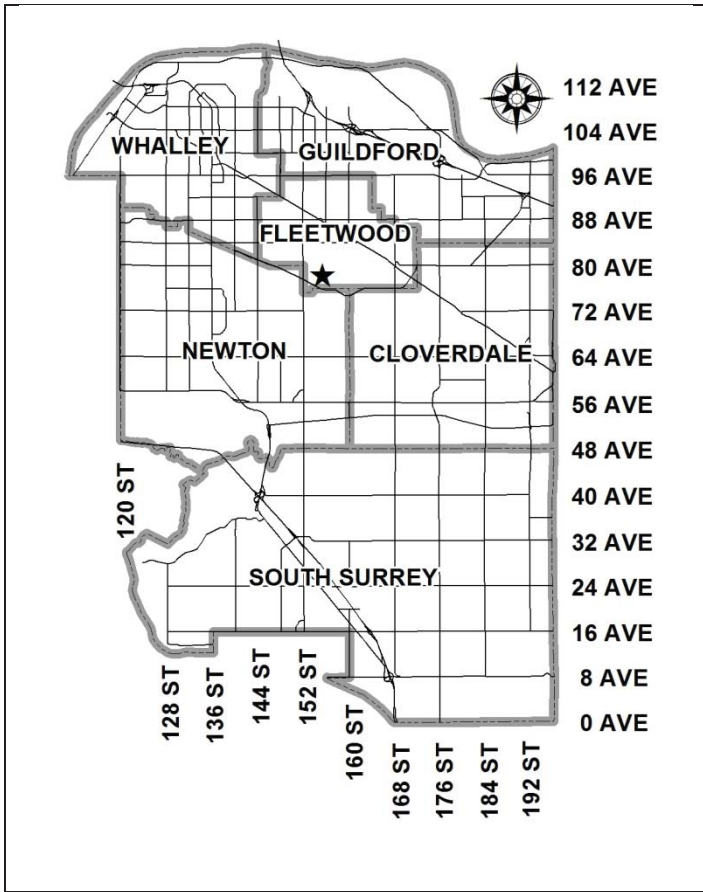 112 AVE
104 AVE
WHALLEY
GUILDFORD
96 AVE
88 AVE
FLEETWOOD
80 AVE
72 AVE
NEWTON
CLOVERDALE
64 AVE
56 AVE
48 AVE
120 ST
40 AVE
32 AVE
SOUTH SURREY
24 AVE
16 AVE
128 ST
136 ST
144 ST
152 ST
8 AVE
160 ST
0 AVE
168 ST
176 ST
184 ST
192 ST